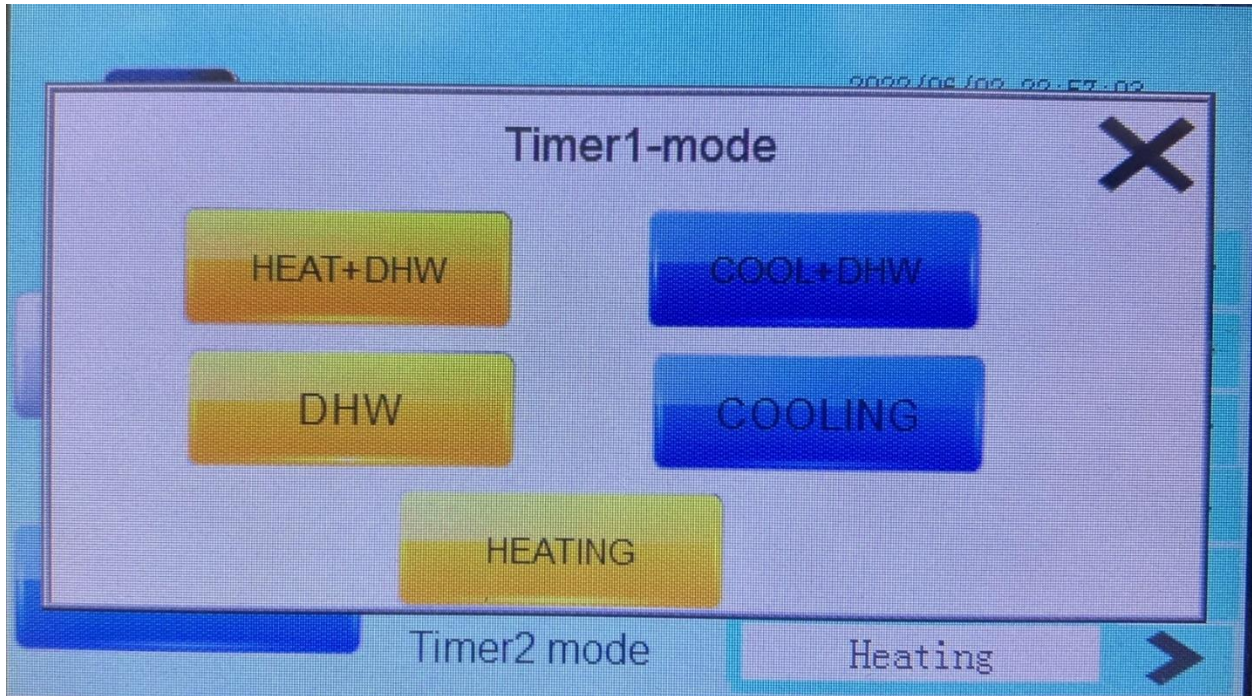 Timer1-mode
HEAT+DHW
COOL+DHW
DHW
COOLING
HEATING
Timer2 mode
Heating